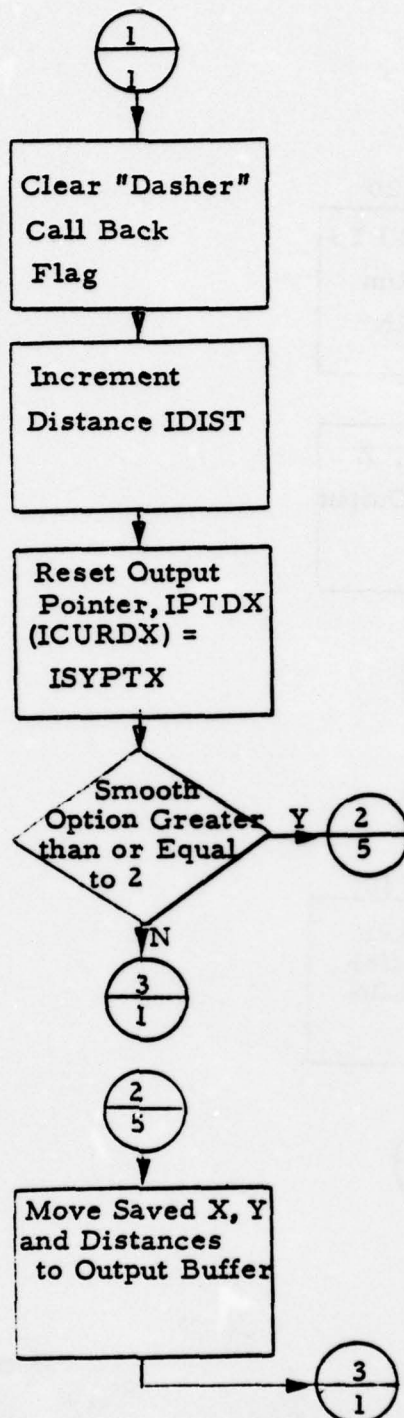 1
1
Clear "Dasher"
Call Back
Flag
Increment
Distance IDIST
Reset Output
Pointer, IPTDX
(ICURDX) =
ISYPTX
Smooth
Option Greater
than or Equal
to 2
Y
2
5
N
3
1
2
5
Move Saved X, Y
and Distances
to Output Buffer
3
1